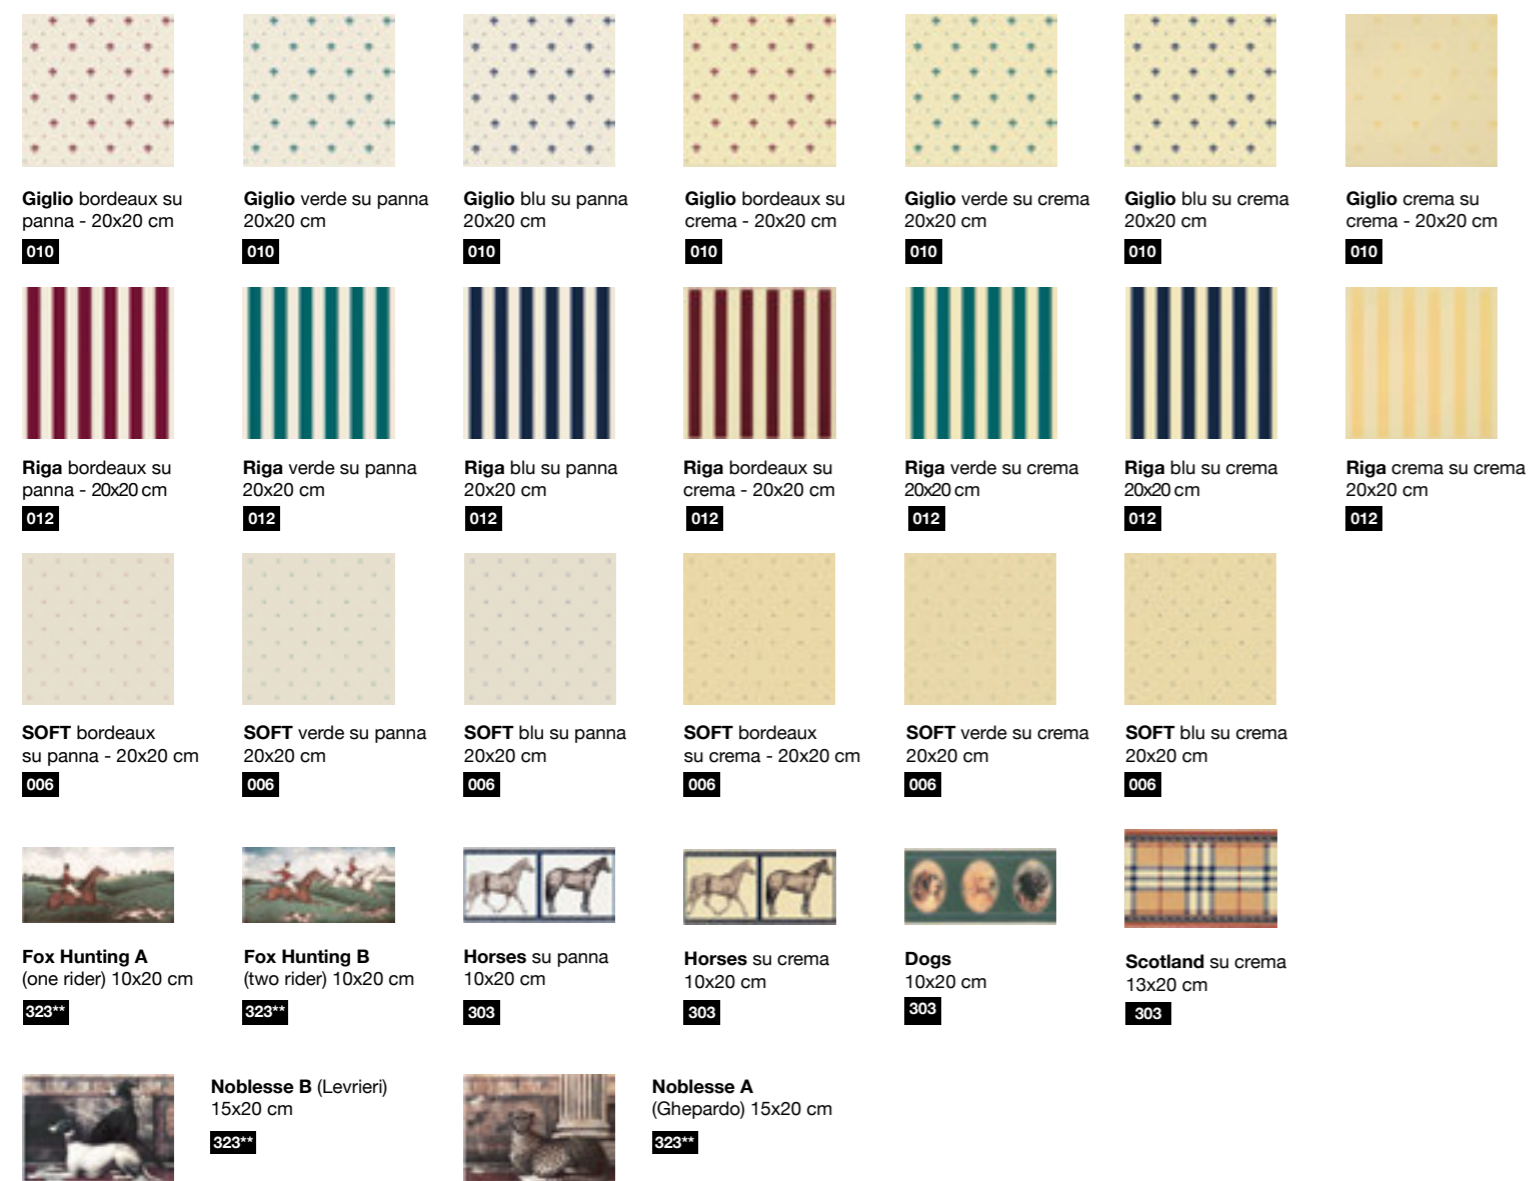 Giglio bordeaux su
panna - 20x20 cm
010
Giglio verde su panna
20x20 cm
010
Giglio blu su panna
20x20 cm
010
Giglio bordeaux su
crema - 20x20 cm
010
Giglio verde su crema
20x20 cm
010
Giglio blu su crema
20x20 cm
010
Giglio crema su
crema - 20x20 cm
010
Riga bordeaux su
panna - 20x20 cm
012
Riga verde su panna
20x20 cm
012
Riga blu su panna
20x20 cm
012
Riga bordeaux su
crema - 20x20 cm
012
Riga verde su crema
20x20 cm
012
Riga blu su crema
20x20 cm
012
Riga crema su crema
20x20 cm
012
SOFT bordeaux
su panna - 20x20 cm
006
SOFT verde su panna
20x20 cm
006
SOFT blu su panna
20x20 cm
006
SOFT bordeaux
su crema - 20x20 cm
006
SOFT verde su crema
20x20 cm
006
SOFT blu su crema
20x20 cm
006
Fox Hunting A
(one rider) 10x20 cm
323**
Fox Hunting B
(two rider) 10x20 cm
323**
Horses su panna
10x20 cm
303
Horses su crema
10x20 cm
303
Dogs
10x20 cm
303
Scotland su crema
13x20 cm
303
Noblesse B (Levrieri)
15x20 cm
323**
Noblesse A
(Ghepardo) 15x20 cm
323**